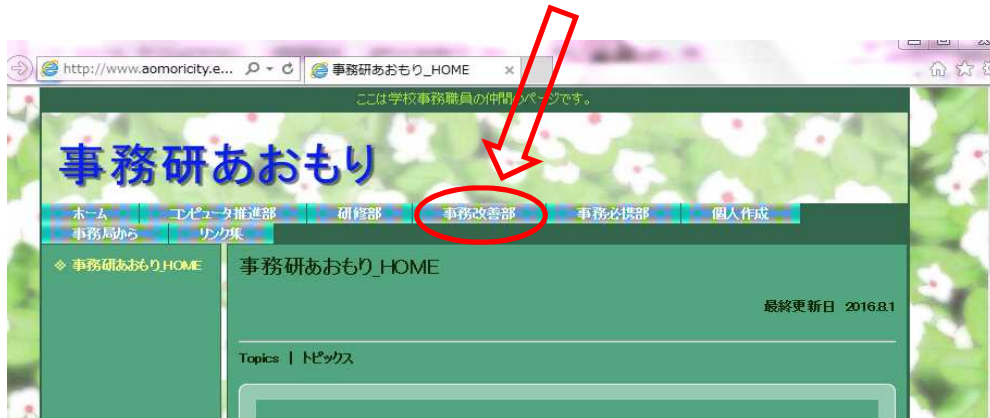 http://www.aomoricity.e...
事務研あおもり_HOME
ここは学校事務職員の仲間のページです。
事務研あおもり
ホーム コンピュータ推進部 研修部 事務改善部 事務必携部 個人作成
事務局から リンク集
事務研あおもり_HOME
事務研あおもり_HOME
最終更新日 2016.8.1
Topics | トピックス